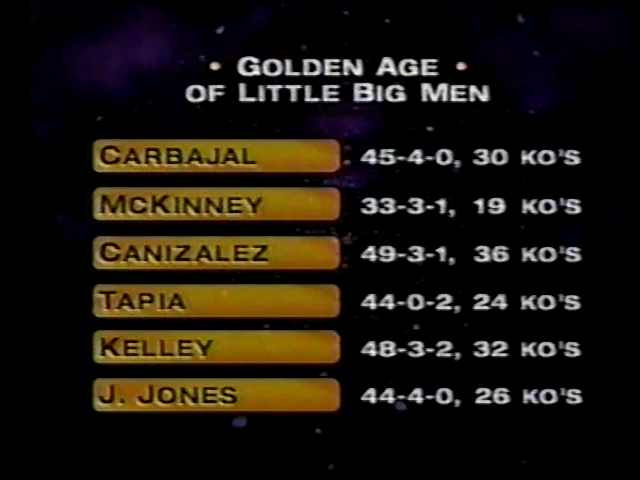 • GOLDEN AGE •
OF LITTLE BIG MEN
CARBAJAL 45-4-0, 30 KO'S
MCKINNEY 33-3-1, 19 KO'S
CANIZALEZ 49-3-1, 36 KO'S
TAPIA 44-0-2, 24 KO'S
KELLEY 48-3-2, 32 KO'S
J. JONES 44-4-0, 26 KO'S